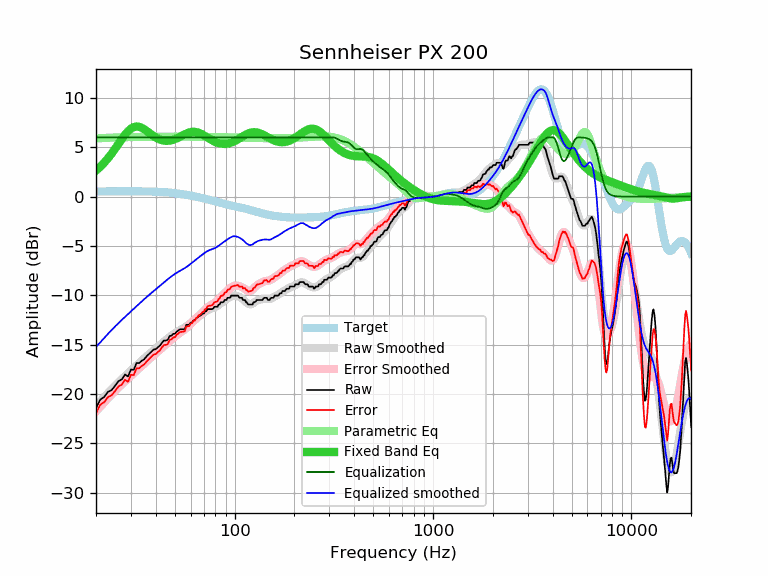 Sennheiser PX 200
Amplitude (dBr)
10
5
0
−5
−10
−15
−20
−25
−30
Target
Raw Smoothed
Error Smoothed
Raw
Error
Parametric Eq
Fixed Band Eq
Equalization
Equalized smoothed
100
1000
10000
Frequency (Hz)